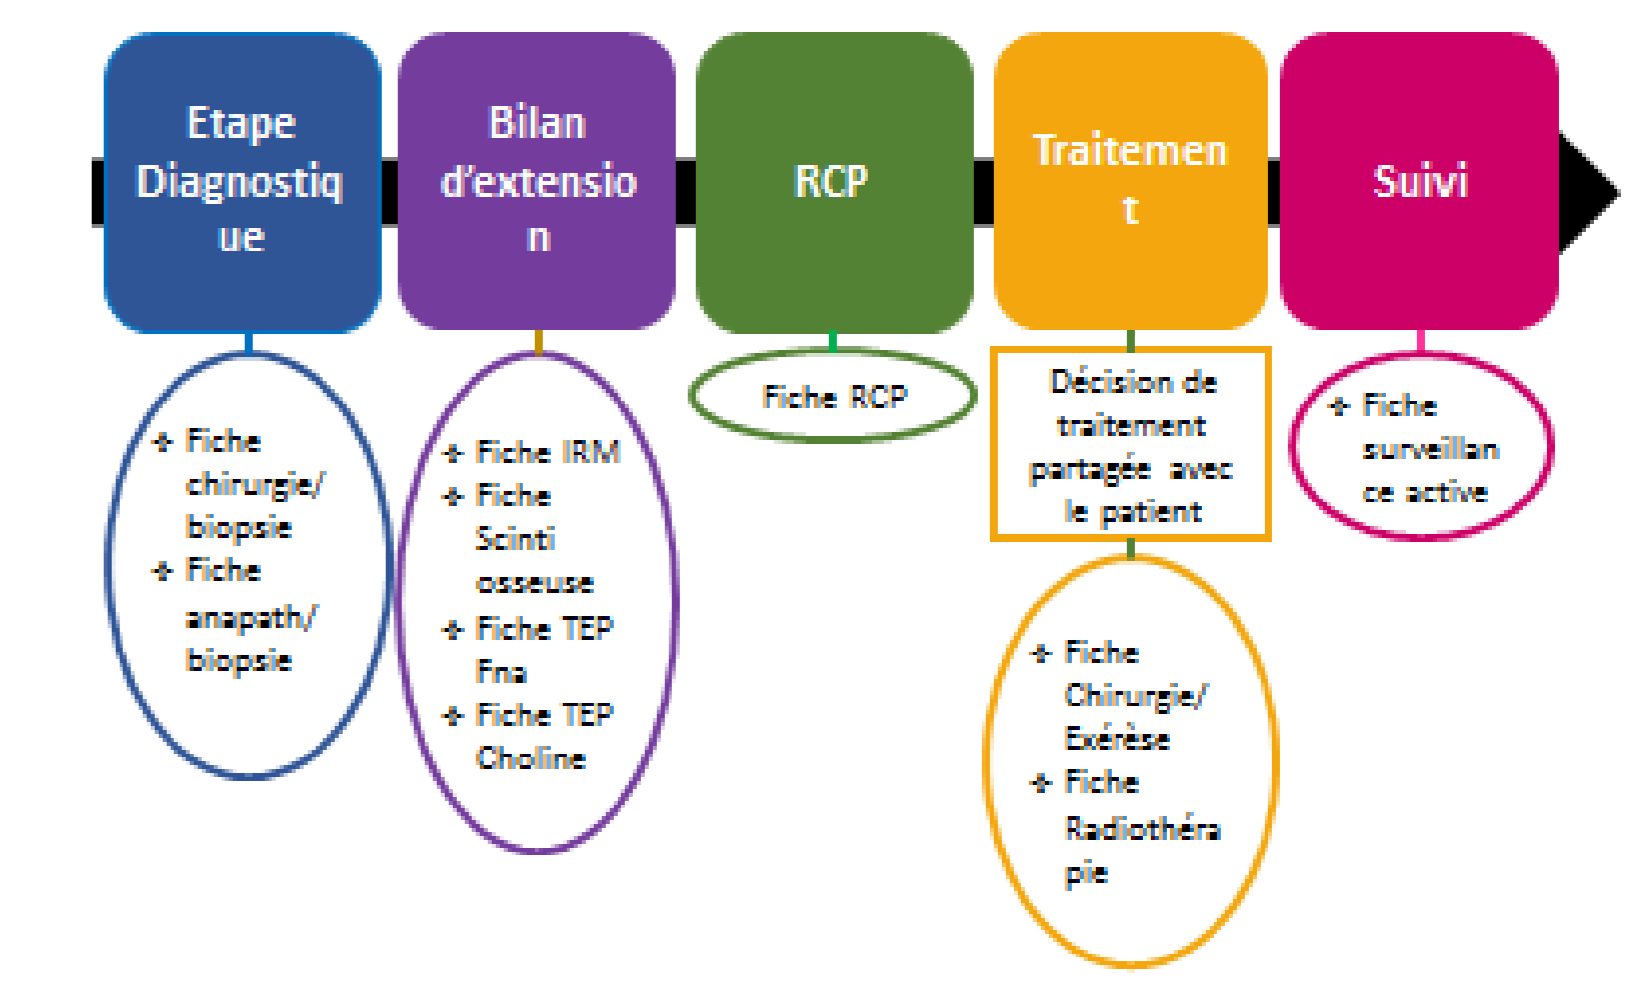 Etape
Diagnostiq
ue
Bilan
d'extensio
n
RCP
Traitemen
t
Suivi
Fiche
chirurgie/
biopsie
Fiche
anapath/
biopsie
Fiche IRM
Fiche
Scinti
osseuse
Fiche TEP
Fna
Fiche TEP
Choline
Fiche RCP
Décision de
traitement
partagée avec
le patient
Fiche
Chirurgie/
Exérèse
Fiche
Radiothéra
pie
Fiche
surveillan
ce active